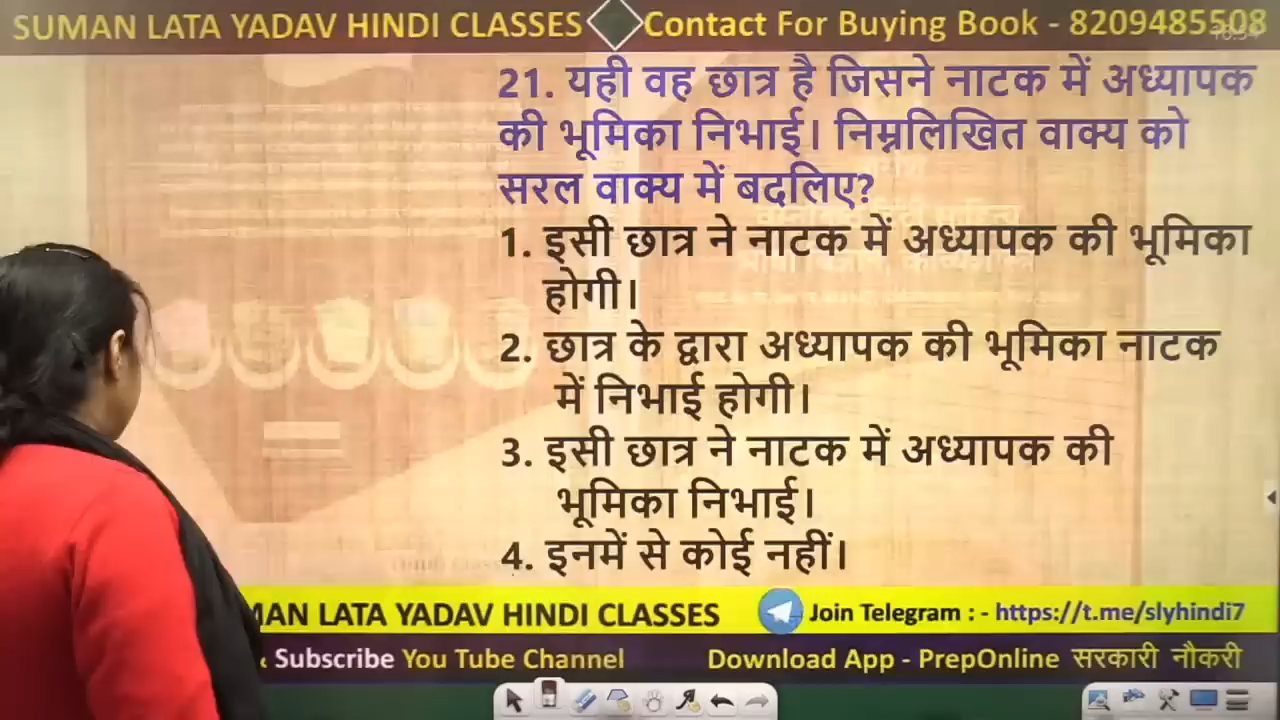 SUMAN LATA YADAV HINDI CLASSES Contact For Buying Book - 8209485508
21. यही वह छात्र है जिसने नाटक में अध्यापक
की भूमिका निभाई। निम्नलिखित वाक्य को
सरल वाक्य में बदलिए?
1. इसी छात्र ने नाटक में अध्यापक की भूमिका
होगी।
2. छात्र के द्वारा अध्यापक की भूमिका नाटक
में निभाई होगी।
3. इसी छात्र ने नाटक में अध्यापक की
भूमिका निभाई।
4. इनमें से कोई नहीं।
MAN LATA YADAV HINDI CLASSES Join Telegram : - https://t.me/slyhindi7
& Subscribe You Tube Channel Download App - PrepOnline सरकारी नौकरी